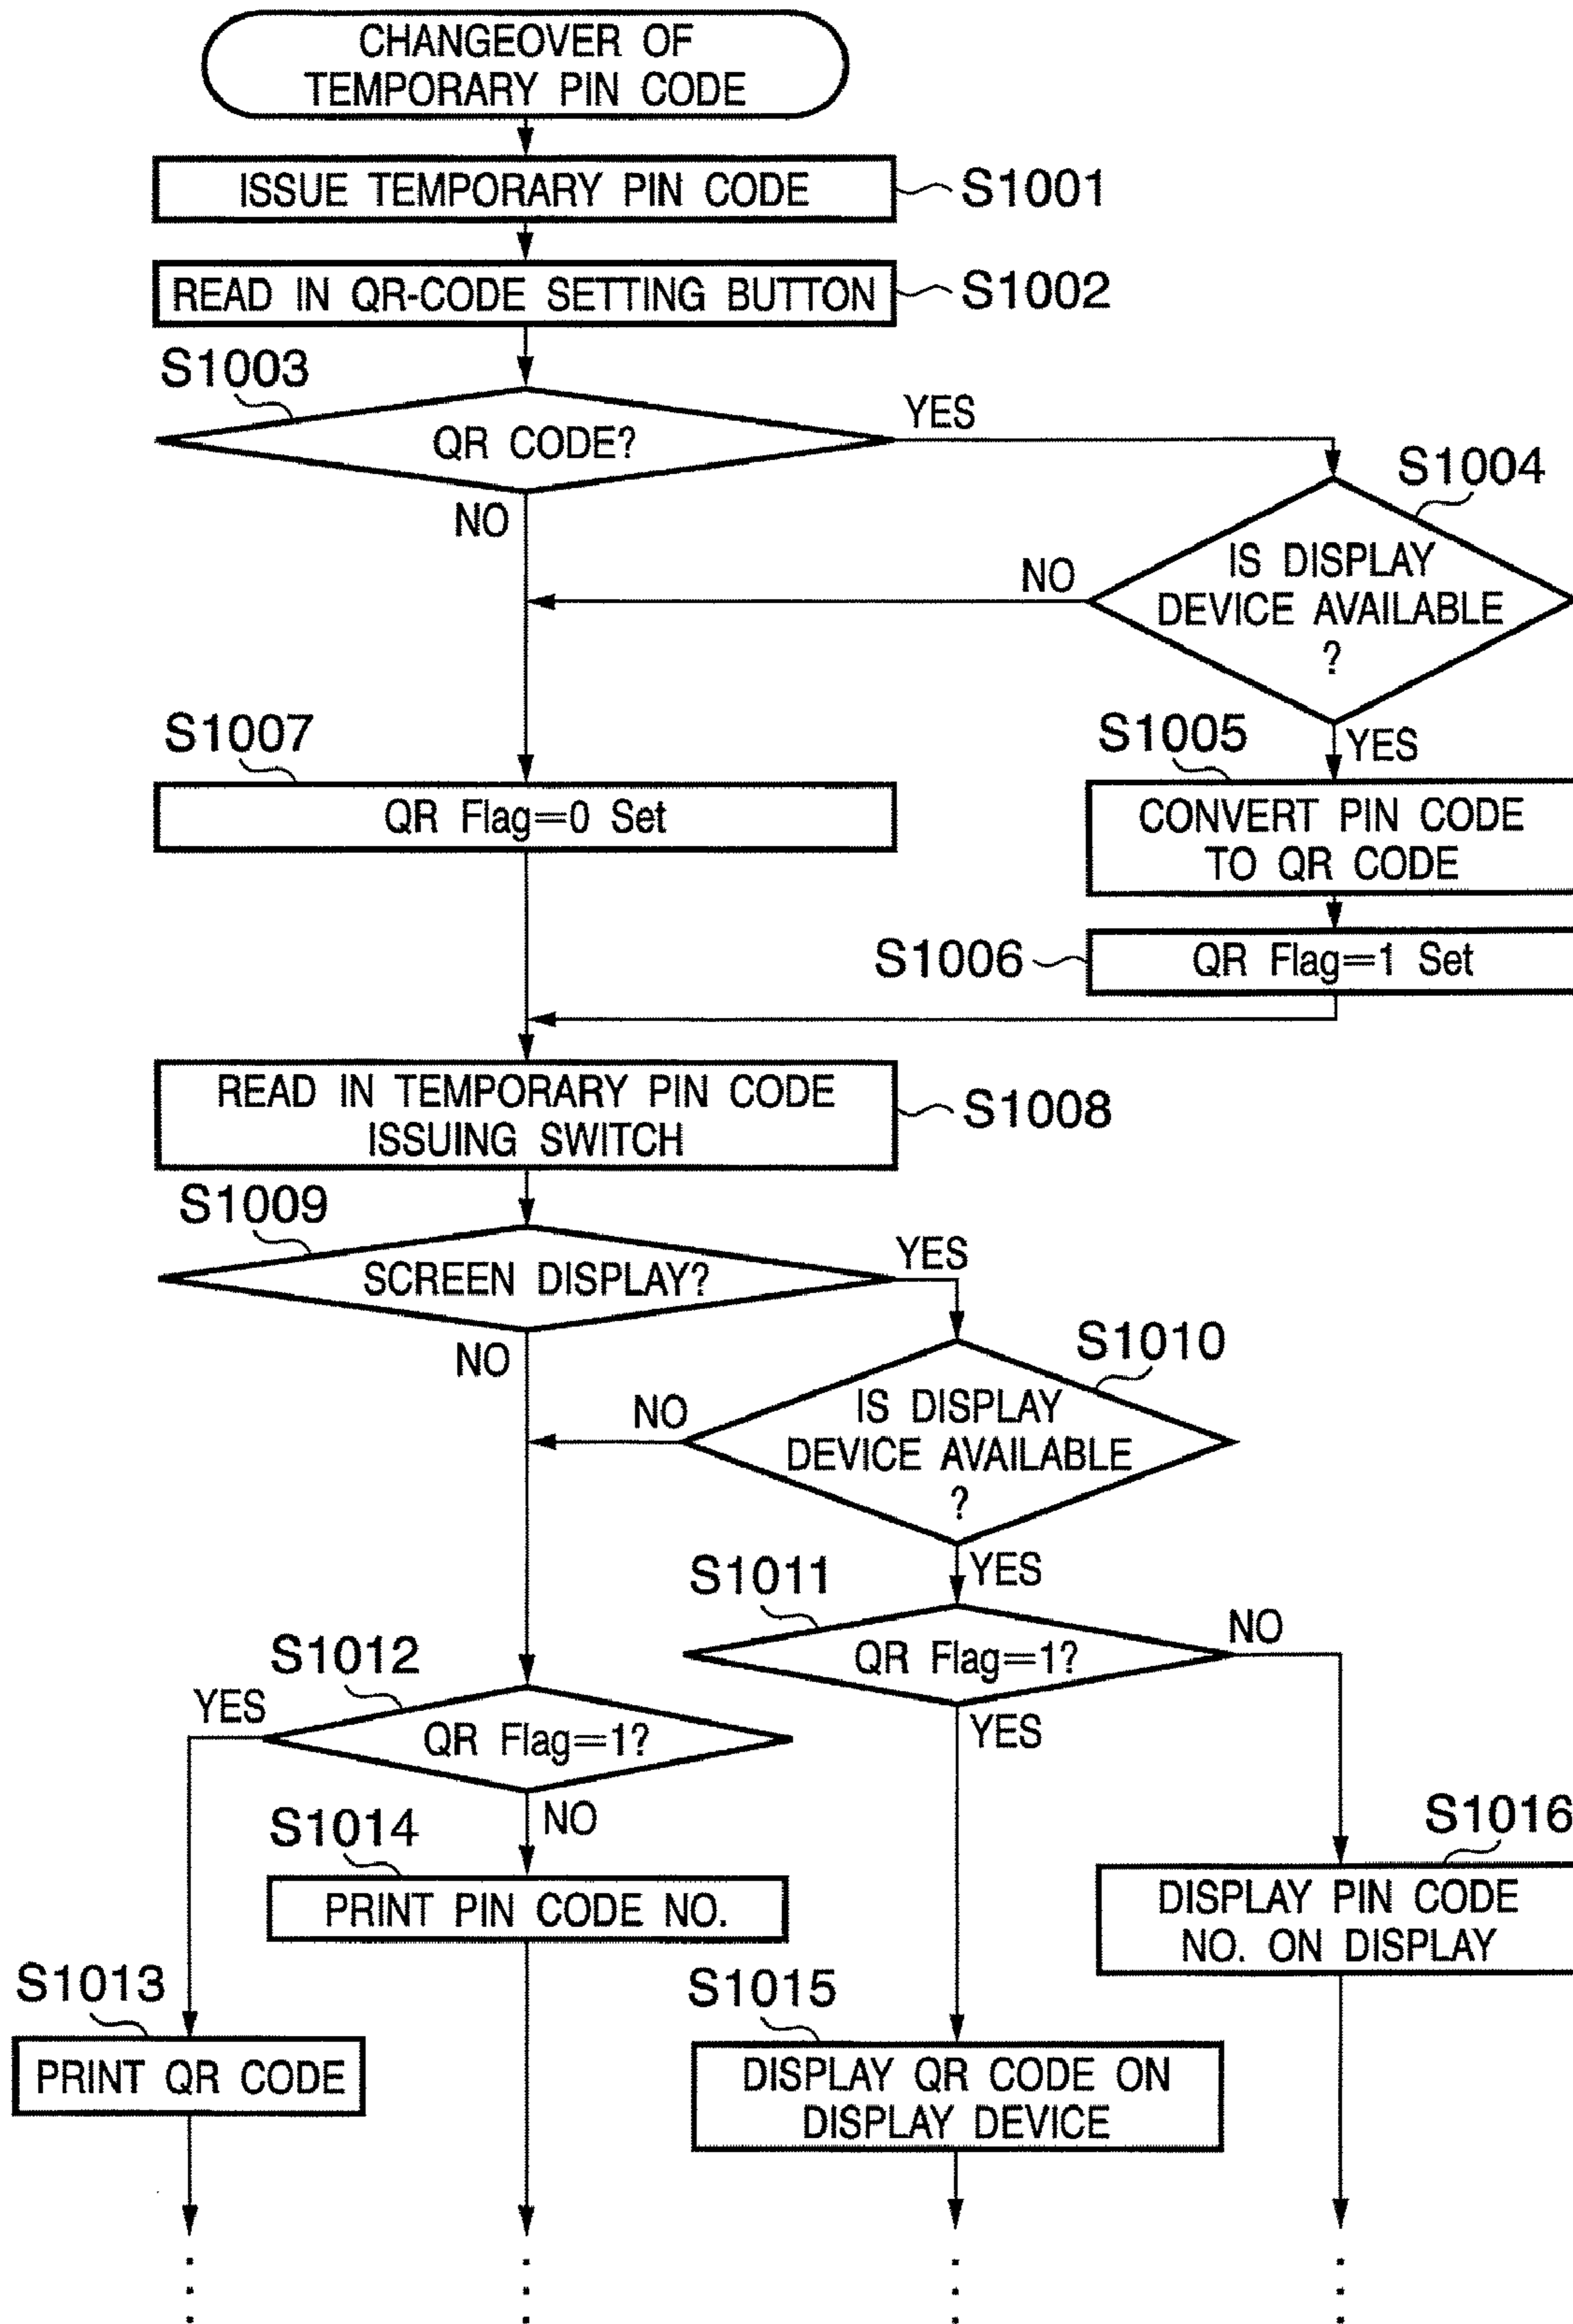 CHANGEOVER OF
TEMPORARY PIN CODE
ISSUE TEMPORARY PIN CODE
S1001
READ IN QR-CODE SETTING BUTTON
S1002
S1003
QR CODE?
YES
NO
S1004
IS DISPLAY
DEVICE AVAILABLE
?
NO
YES
S1007
QR Flag=0 Set
S1005
CONVERT PIN CODE
TO QR CODE
S1006
QR Flag=1 Set
READ IN TEMPORARY PIN CODE
ISSUING SWITCH
S1008
S1009
SCREEN DISPLAY?
YES
NO
S1010
IS DISPLAY
DEVICE AVAILABLE
?
NO
YES
S1011
QR Flag=1?
NO
YES
S1012
QR Flag=1?
YES
NO
S1014
PRINT PIN CODE NO.
S1016
DISPLAY PIN CODE
NO. ON DISPLAY
S1013
PRINT QR CODE
S1015
DISPLAY QR CODE ON
DISPLAY DEVICE